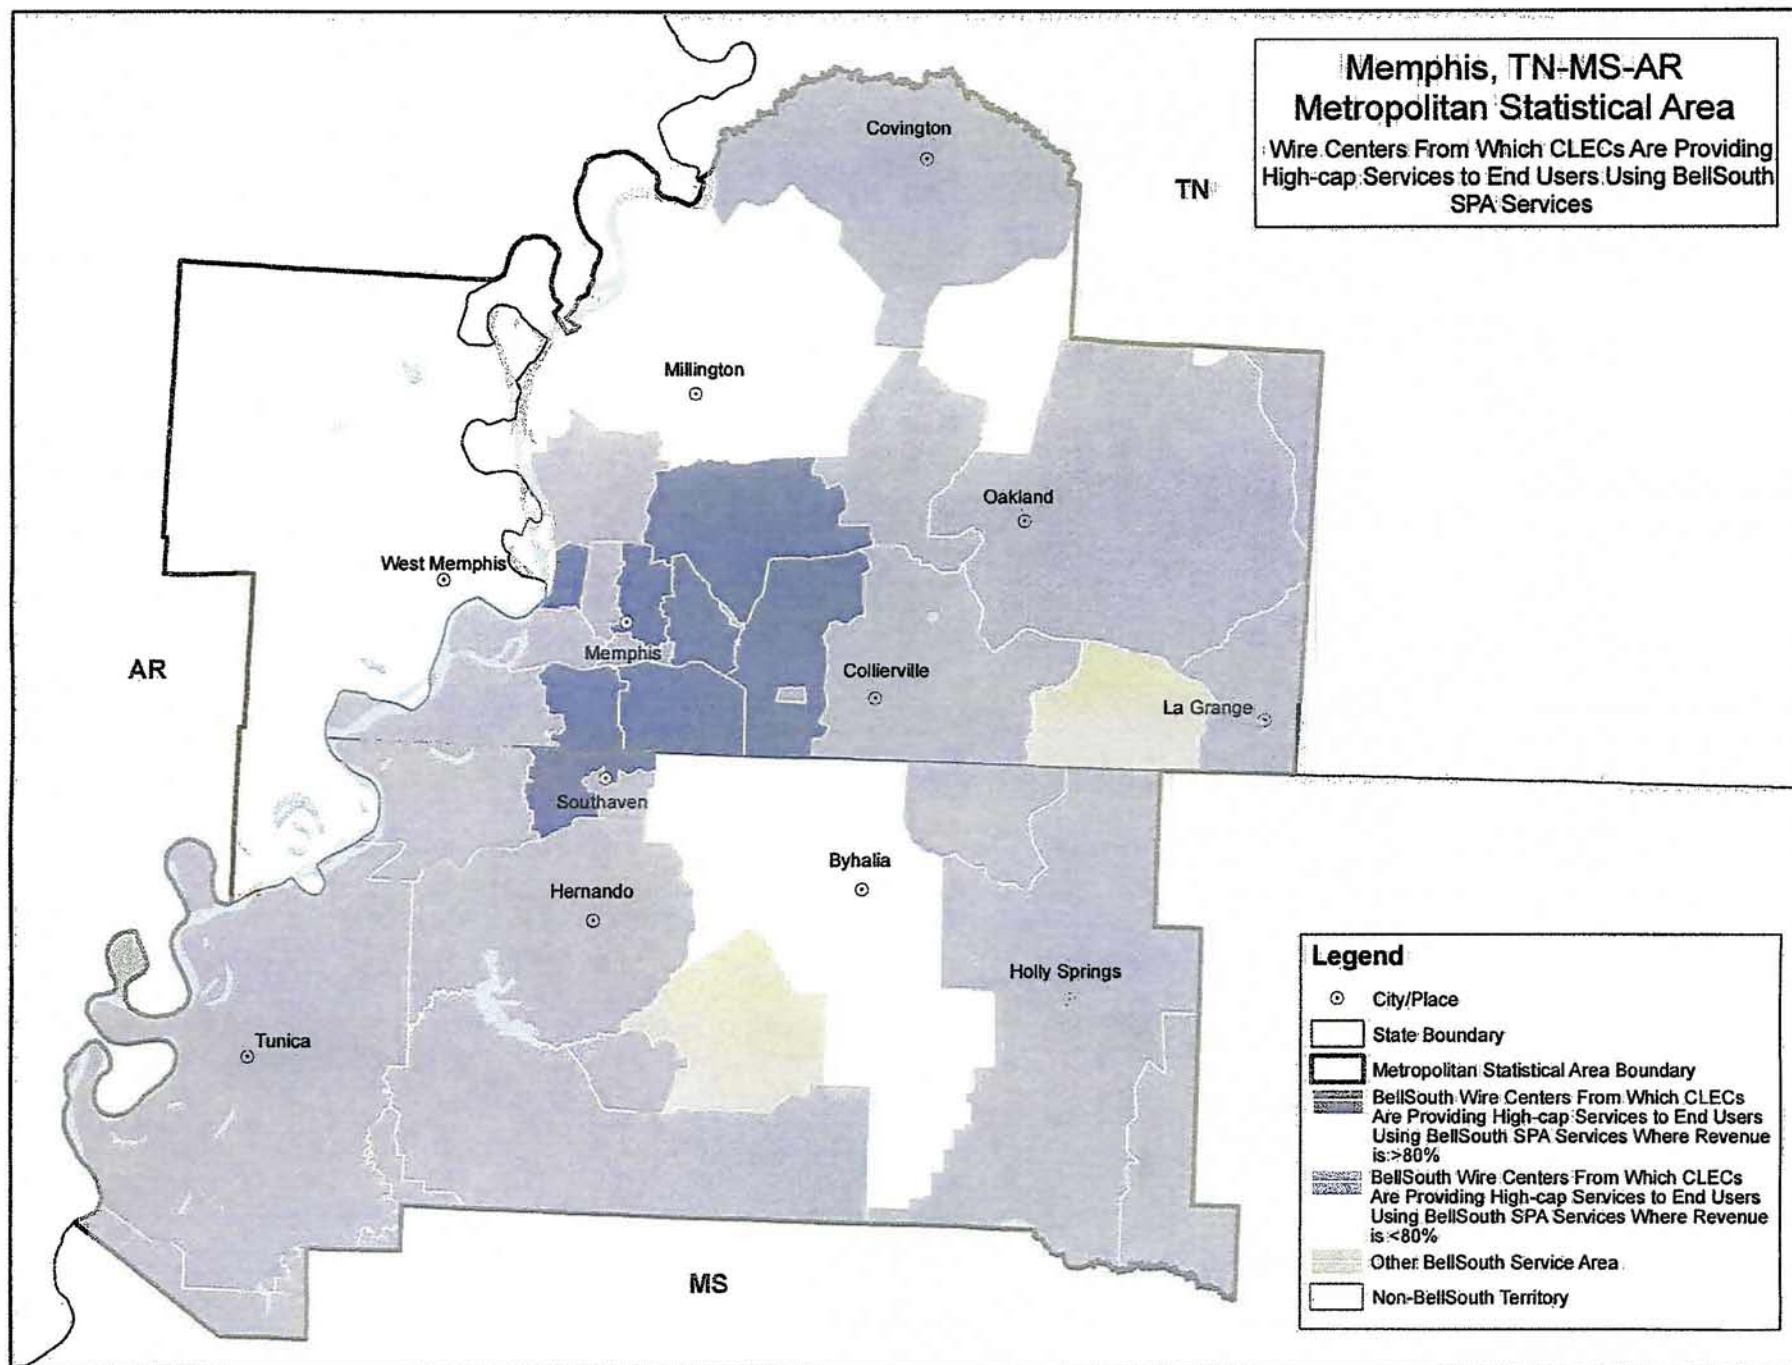 Memphis, TN-MS-AR
Metropolitan Statistical Area
Wire Centers From Which CLECs Are Providing
High-cap Services to End Users Using BellSouth
SPA Services
Covington
TN
Millington
Oakland
West Memphis
Memphis
AR
Collierville
La Grange
Southaven
Byhalia
Hernando
Holly Springs
Tunica
MS
Legend
City/Place
State Boundary
Metropolitan Statistical Area Boundary
BellSouth Wire Centers From Which CLECs
Are Providing High-cap Services to End Users
Using BellSouth SPA Services Where Revenue
is >80%
BellSouth Wire Centers From Which CLECs
Are Providing High-cap Services to End Users
Using BellSouth SPA Services Where Revenue
is <80%
Other BellSouth Service Area
Non-BellSouth Territory